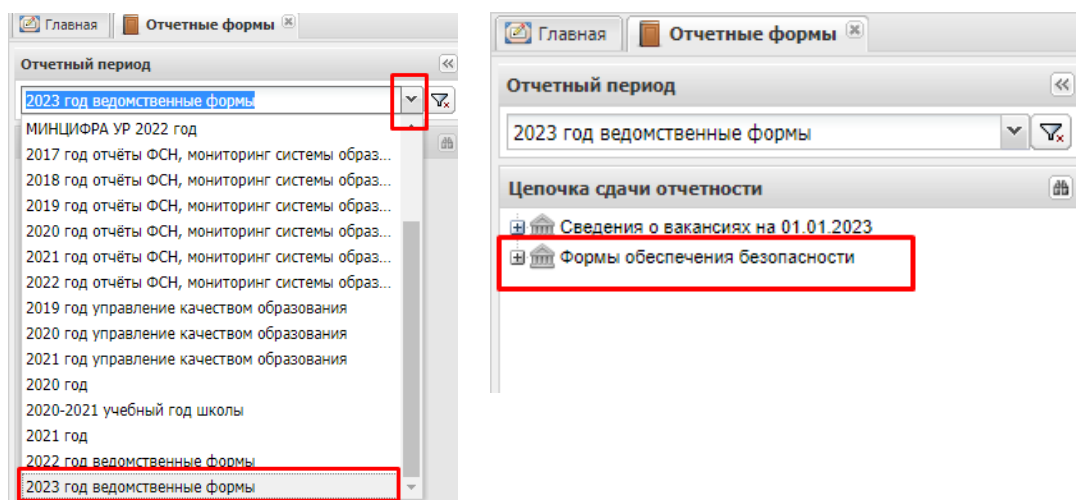 Главная
Отчетные формы
Отчетный период
2023 год ведомственные формы
МИНЦИФРА УР 2022 год
2017 год отчёты ФСН, мониторинг системы образ...
2018 год отчёты ФСН, мониторинг системы образ...
2019 год отчёты ФСН, мониторинг системы образ...
2020 год отчёты ФСН, мониторинг системы образ...
2021 год отчёты ФСН, мониторинг системы образ...
2022 год отчёты ФСН, мониторинг системы образ...
2019 год управление качеством образования
2020 год управление качеством образования
2021 год управление качеством образования
2020 год
2020-2021 учебный год школы
2021 год
2022 год ведомственные формы
2023 год ведомственные формы
Главная
Отчетные формы
Отчетный период
2023 год ведомственные формы
Цепочка сдачи отчетности
Сведения о вакансиях на 01.01.2023
Формы обеспечения безопасности